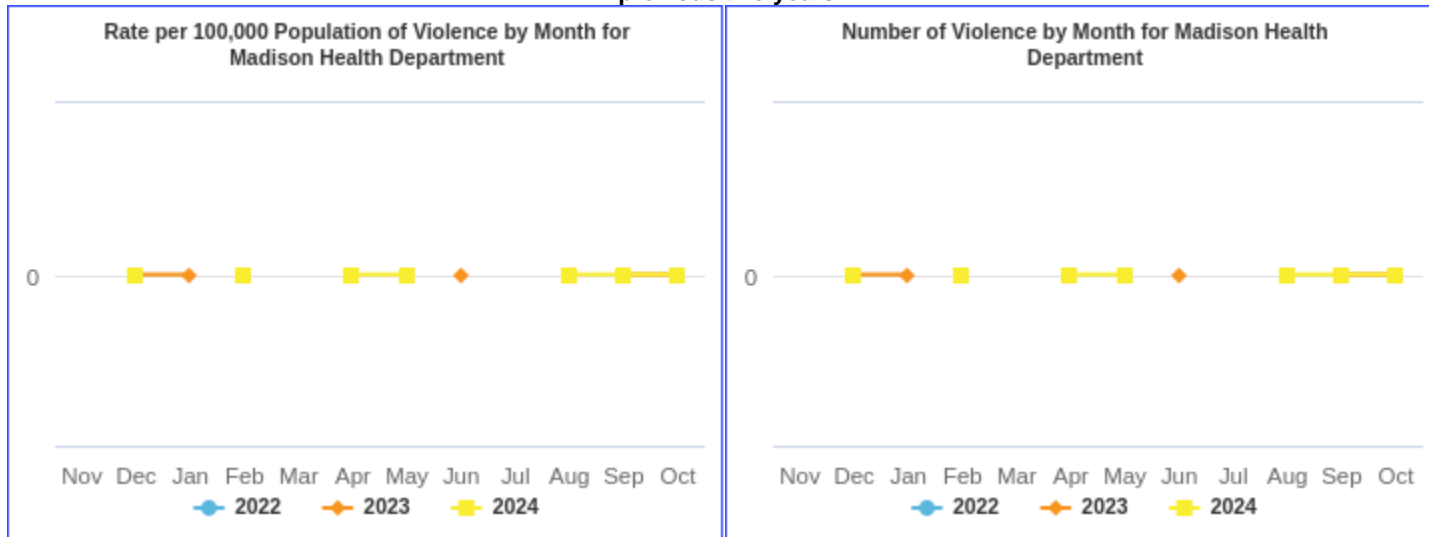 Rate per 100,000 Population of Violence by Month for
Madison Health Department
0
Nov Dec Jan Feb Mar Apr May Jun Jul Aug Sep Oct
2022 2023 2024
Number of Violence by Month for Madison Health
Department
0
Nov Dec Jan Feb Mar Apr May Jun Jul Aug Sep Oct
2022 2023 2024